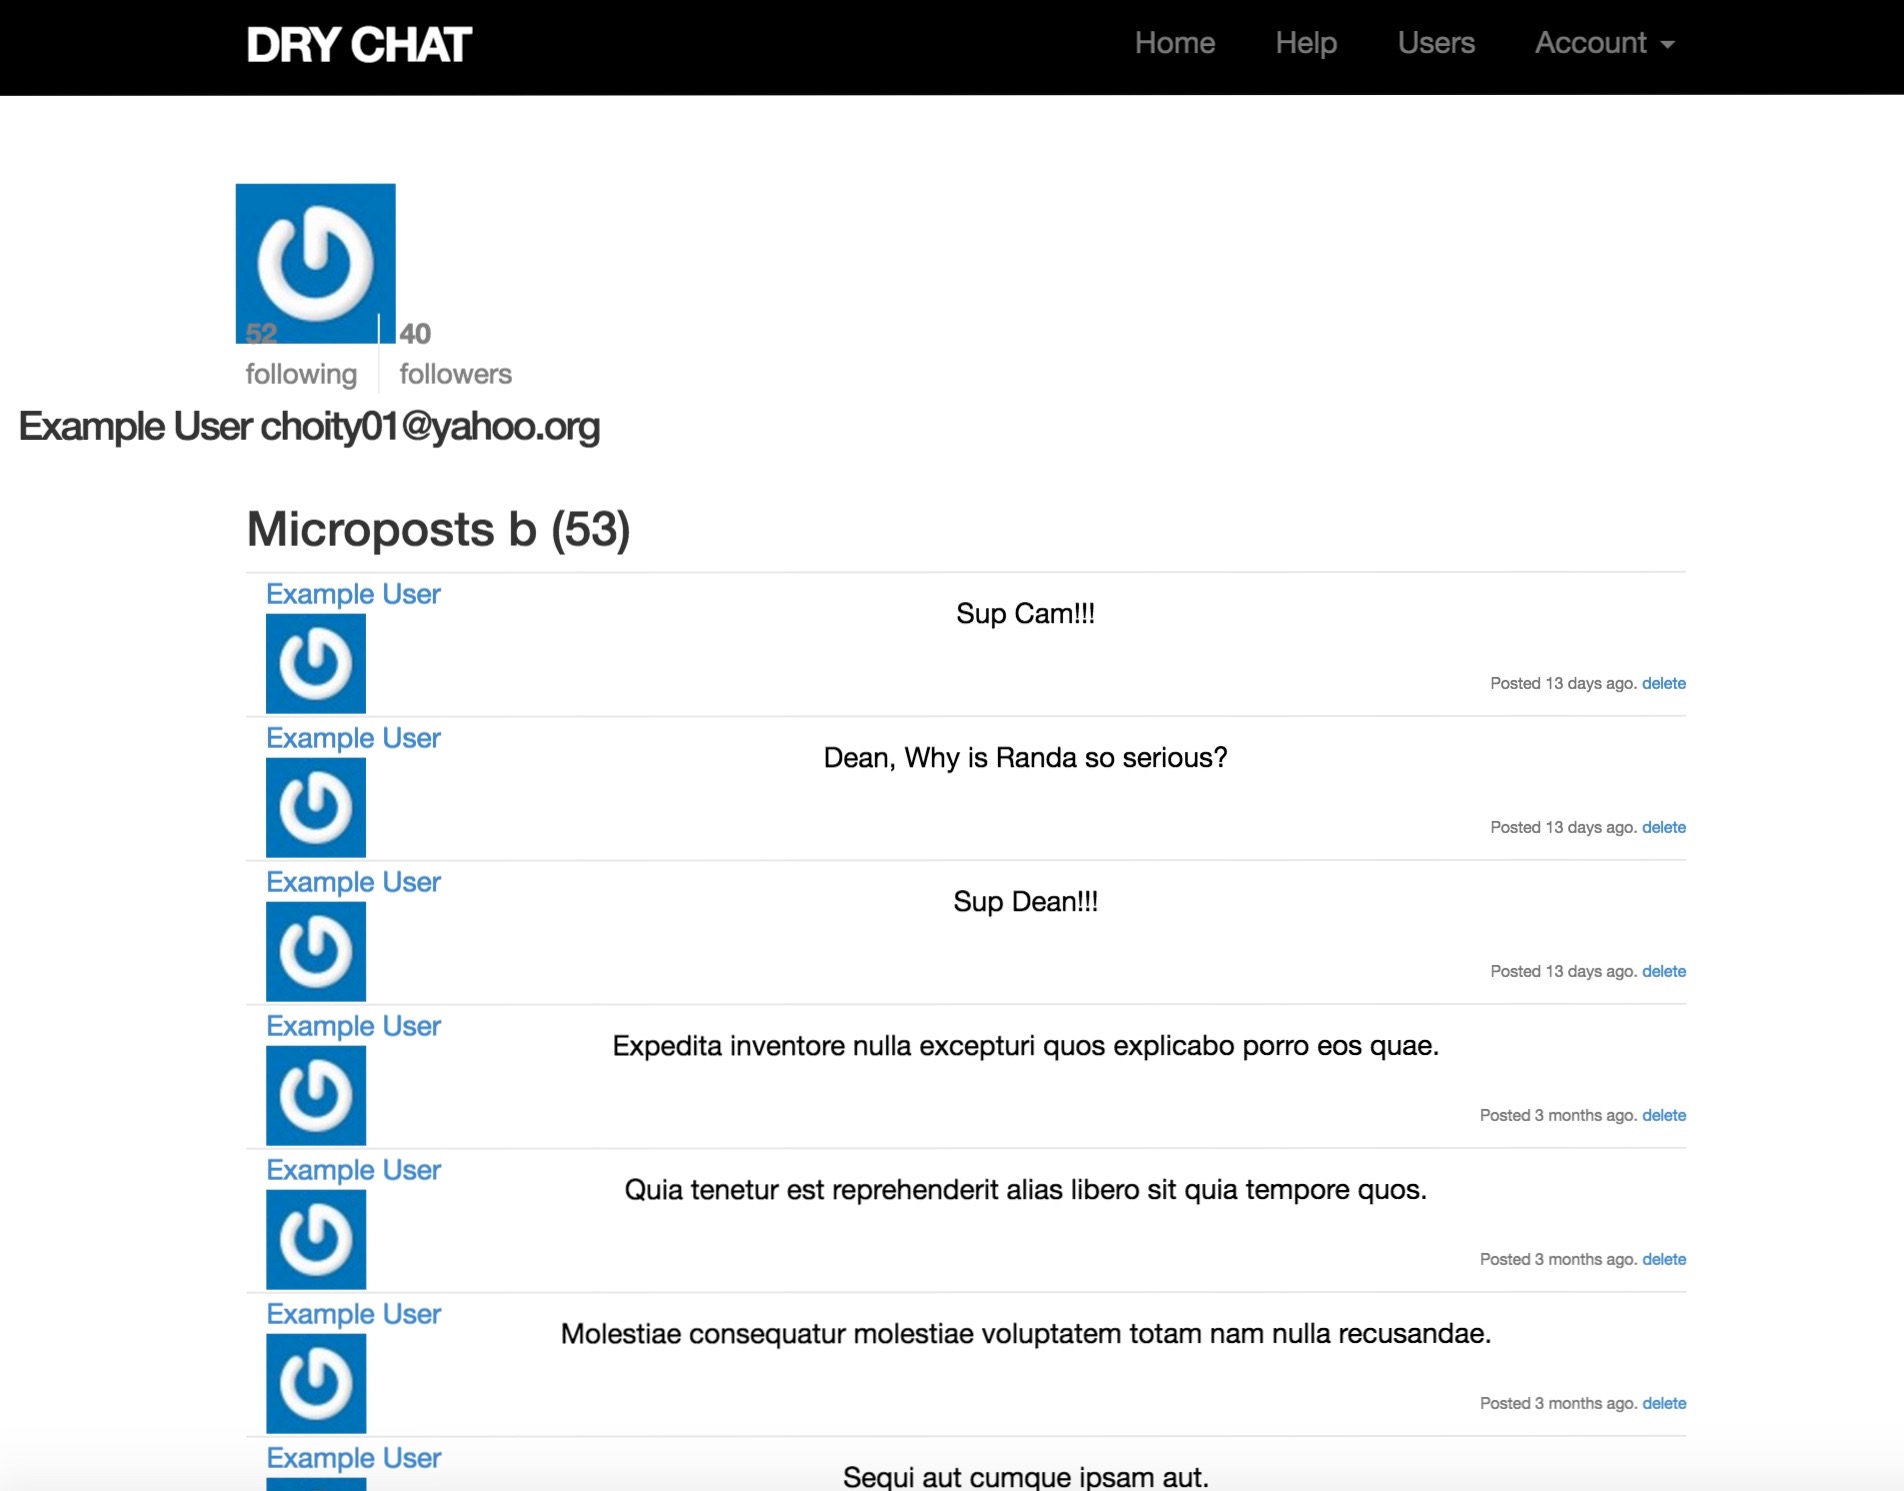 DRY CHAT Home Help Users Account
52 40
following followers
Example User choity01@yahoo.org
Microposts b (53)
Example User
Sup Cam!!!
Posted 13 days ago. delete
Example User
Dean, Why is Randa so serious?
Posted 13 days ago. delete
Example User
Sup Dean!!!
Posted 13 days ago. delete
Example User
Expedita inventore nulla excepturi quos explicabo porro eos quae.
Posted 3 months ago. delete
Example User
Quia tenetur est reprehenderit alias libero sit quia tempore quos.
Posted 3 months ago. delete
Example User
Molestiae consequatur molestiae voluptatem totam nam nulla recusandae.
Posted 3 months ago. delete
Example User
Sequi aut cumque ipsam aut.